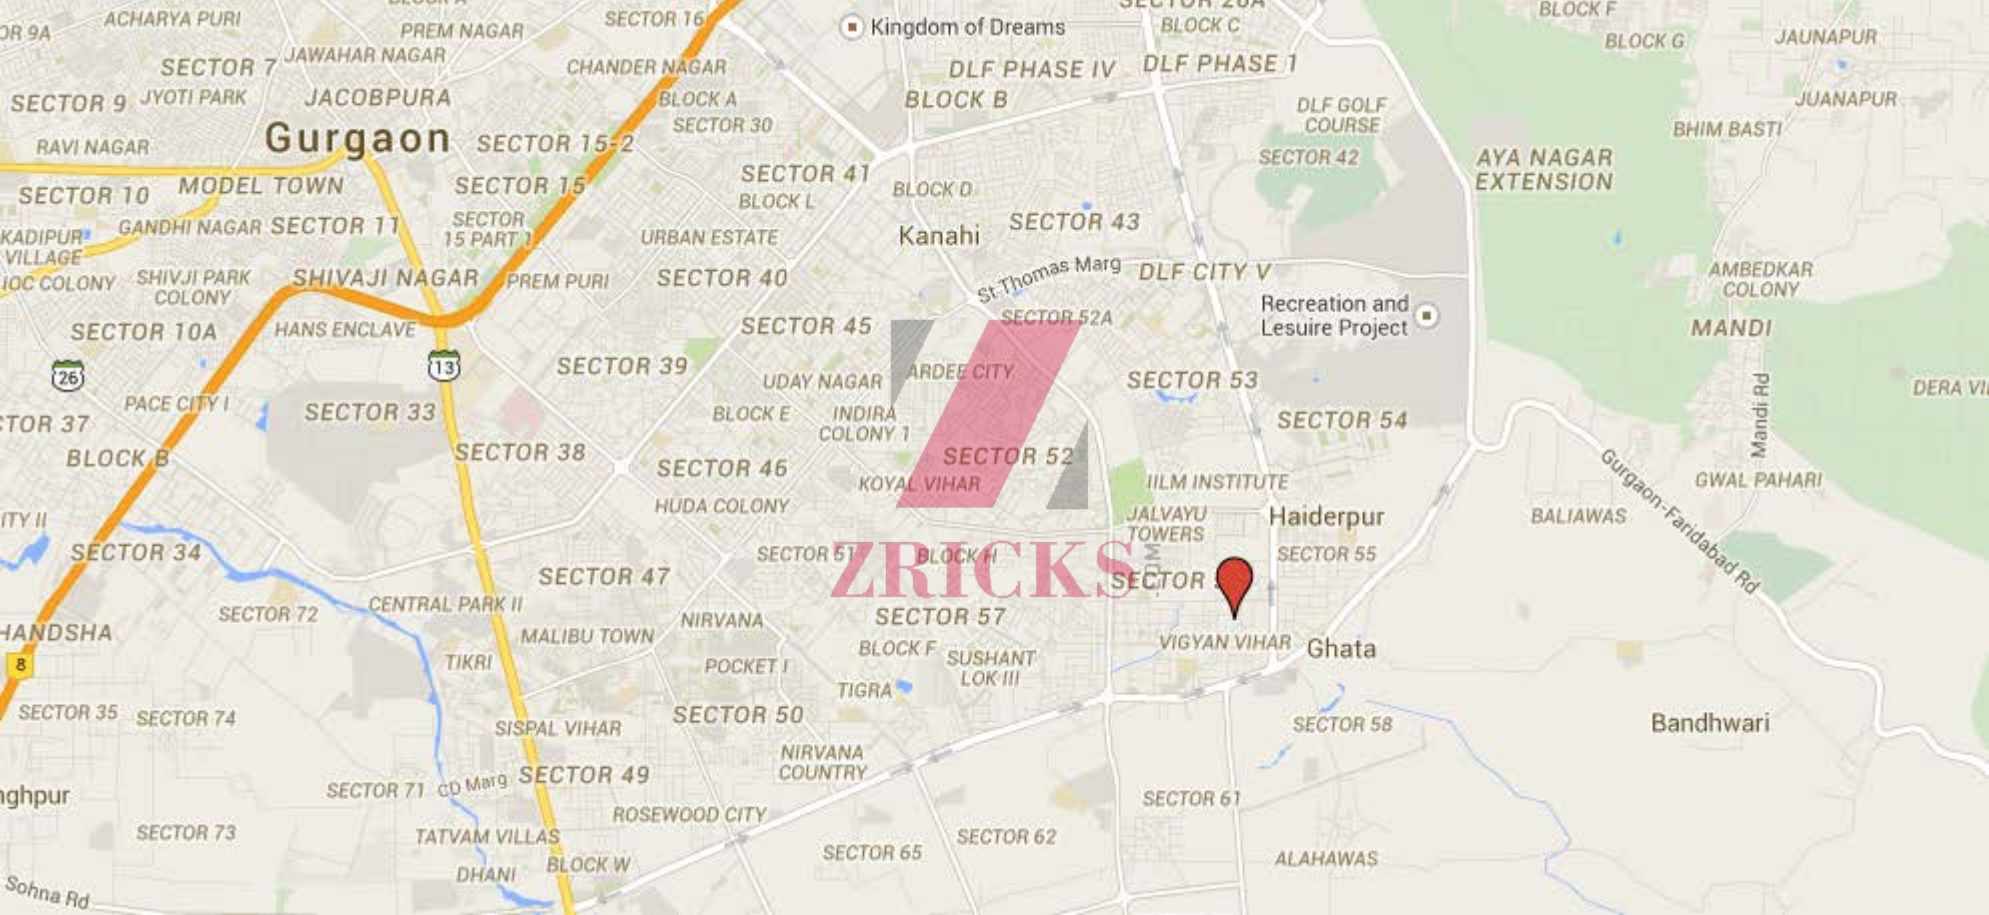 ACHARYA PURI
SECTOR 16
Kingdom of Dreams
SECTOR 26A
BLOCK C
BLOCK F
OR 9A
PREM NAGAR
BLOCK G
JAUNAPUR
JAWAHAR NAGAR
SECTOR 7
CHANDER NAGAR
DLF PHASE IV
DLF PHASE 1
SECTOR 9
JYOTI PARK
JACOBPURA
BLOCK A
BLOCK B
DLF GOLF
COURSE
JUANAPUR
Gurgaon
SECTOR 30
BHIM BASTI
RAVI NAGAR
SECTOR 15-2
SECTOR 42
AYA NAGAR
EXTENSION
SECTOR 10
MODEL TOWN
SECTOR 15
SECTOR 41
BLOCK L
BLOCK D
GANDHI NAGAR
SECTOR 11
SECTOR
15 PART 1
SECTOR 43
KADIPUR
VILLAGE
URBAN ESTATE
Kanahi
IOC COLONY
SHIVJI PARK
COLONY
SHIVAJI NAGAR
PREM PURI
SECTOR 40
St Thomas Marg
DLF CITY V
AMBEDKAR
COLONY
SECTOR 10A
HANS ENCLAVE
SECTOR 45
SECTOR 52A
Recreation and
Lesuire Project
MANDI
26
13
SECTOR 39
UDAY NAGAR
ARDEE CITY
SECTOR 53
DERA VI
PACE CITY I
SECTOR 33
BLOCK E
INDIRA
COLONY 1
SECTOR 54
Mandi Rd
CTOR 37
BLOCK B
SECTOR 38
SECTOR 46
SECTOR 52
KOYAL VIHAR
IILM INSTITUTE
GWAL PAHARI
Gurgaon-Faridabad Rd
HUDA COLONY
JALVAYU
TOWERS
Haiderpur
BALIAWAS
ITY II
SECTOR 34
SECTOR 51
BLOCK H
SECTOR 55
ZRICKS
.COM
SECTOR 47
SECTOR
SECTOR 72
CENTRAL PARK II
NIRVANA
SECTOR 57
HANDSHA
MALIBU TOWN
BLOCK F
VIGYAN VIHAR
Ghata
8
TIKRI
POCKET I
SUSHANT
LOK III
TIGRA
SECTOR 35
SECTOR 74
SISPAL VIHAR
SECTOR 50
SECTOR 58
Bandhwari
NIRVANA
COUNTRY
nghpur
SECTOR 71
CD Marg
SECTOR 49
SECTOR 61
SECTOR 73
TATVAM VILLAS
ROSEWOOD CITY
SECTOR 62
SECTOR 65
ALAHAWAS
DHANI
BLOCK W
Sohna Rd